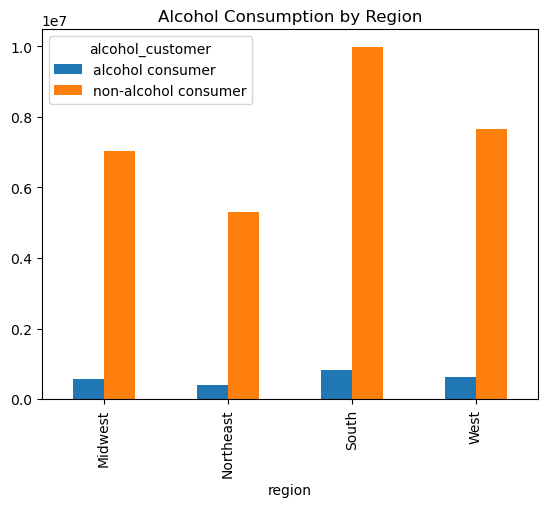 Alcohol Consumption by Region
1e7
alcohol_customer
alcohol consumer
non-alcohol consumer
1.0
0.8
0.6
0.4
0.2
0.0
Midwest
Northeast
South
West
region